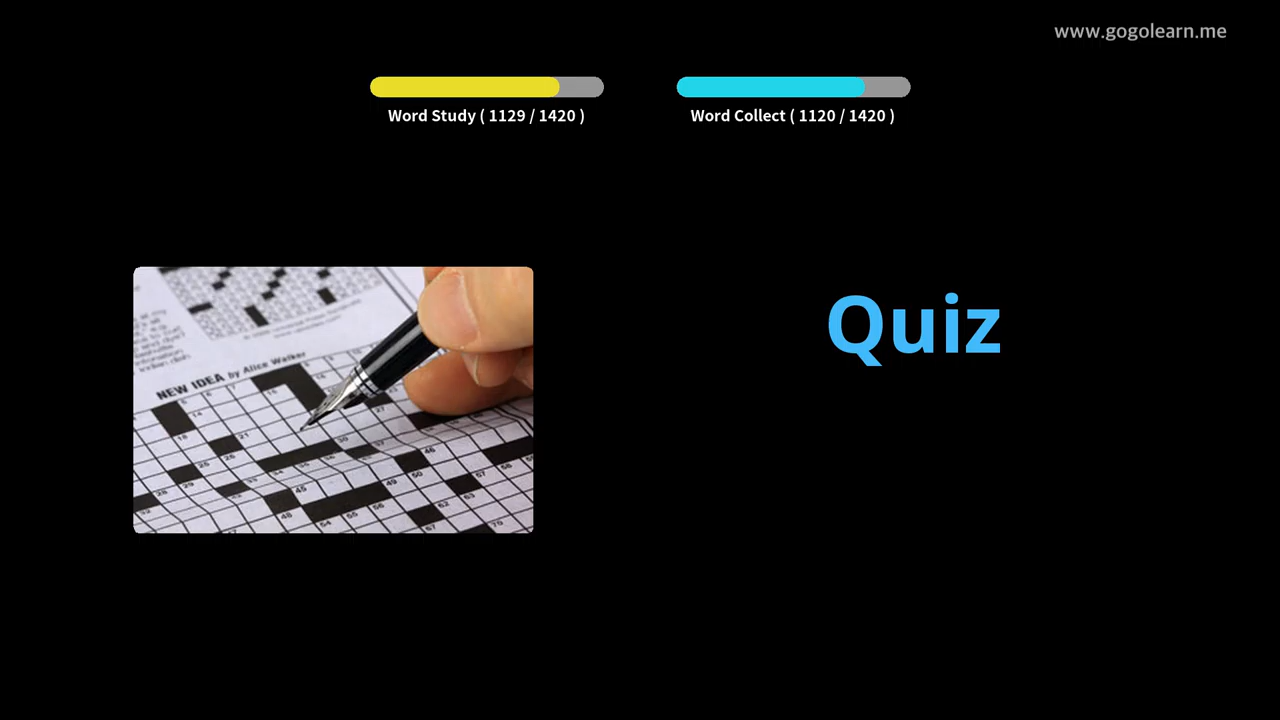 www.gogolearn.me
Word Study ( 1129 / 1420 )
Word Collect ( 1120 / 1420 )
Quiz
NEW IDEA by Alice Walker